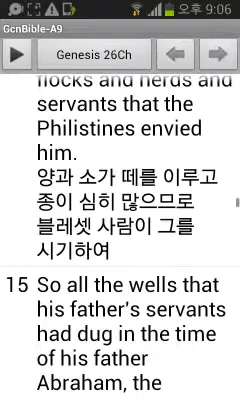 오후 9:06
GcnBible-A9
Genesis 26Ch
flocks and herds and
servants that the
Philistines envied
him.
양과 소가 떼를 이루고
종이 심히 많으므로
블레셋 사람이 그를
시기하여
15 So all the wells that
his father's servants
had dug in the time
of his father
Abraham, the